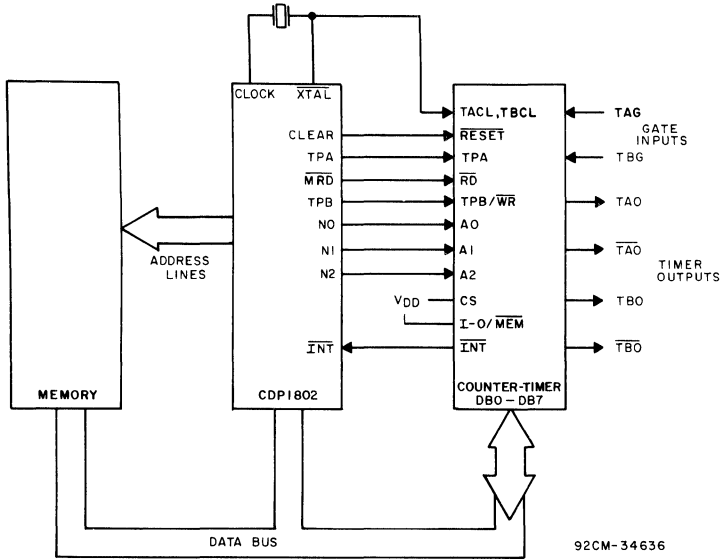 CLOCK
XTAL
CLEAR
TPA
MRD
TPB
N0
N1
N2
INT
CDP1802
MEMORY
ADDRESS
LINES
VDD
TACL,TBCL
RESET
TPA
RD
TPB/WR
A0
A1
A2
CS
I-O/MEM
INT
COUNTER-TIMER
DB0-DB7
TAG
GATE
INPUTS
TBG
TAO
TAO
TIMER
OUTPUTS
TBO
TBO
DATA BUS
92CM-34636